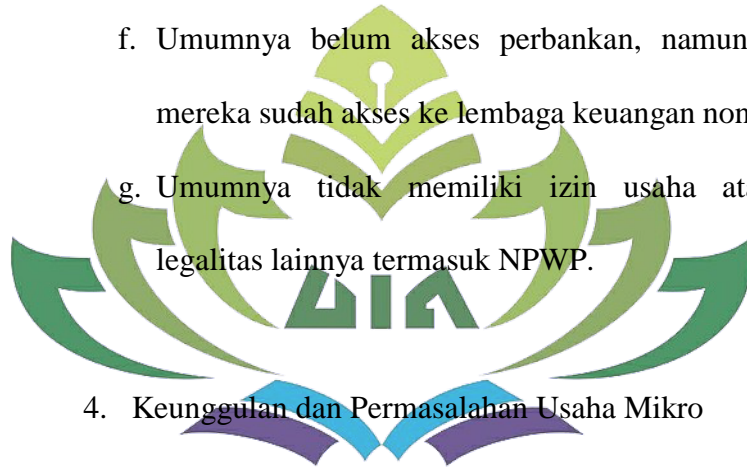 f. Umumnya belum akses perbankan, namun
mereka sudah akses ke lembaga keuangan non
g. Umumnya tidak memiliki izin usaha
legalitas lainnya termasuk NPWP.
UIN
4. Keunggulan dan Permasalahan Usaha Mikro